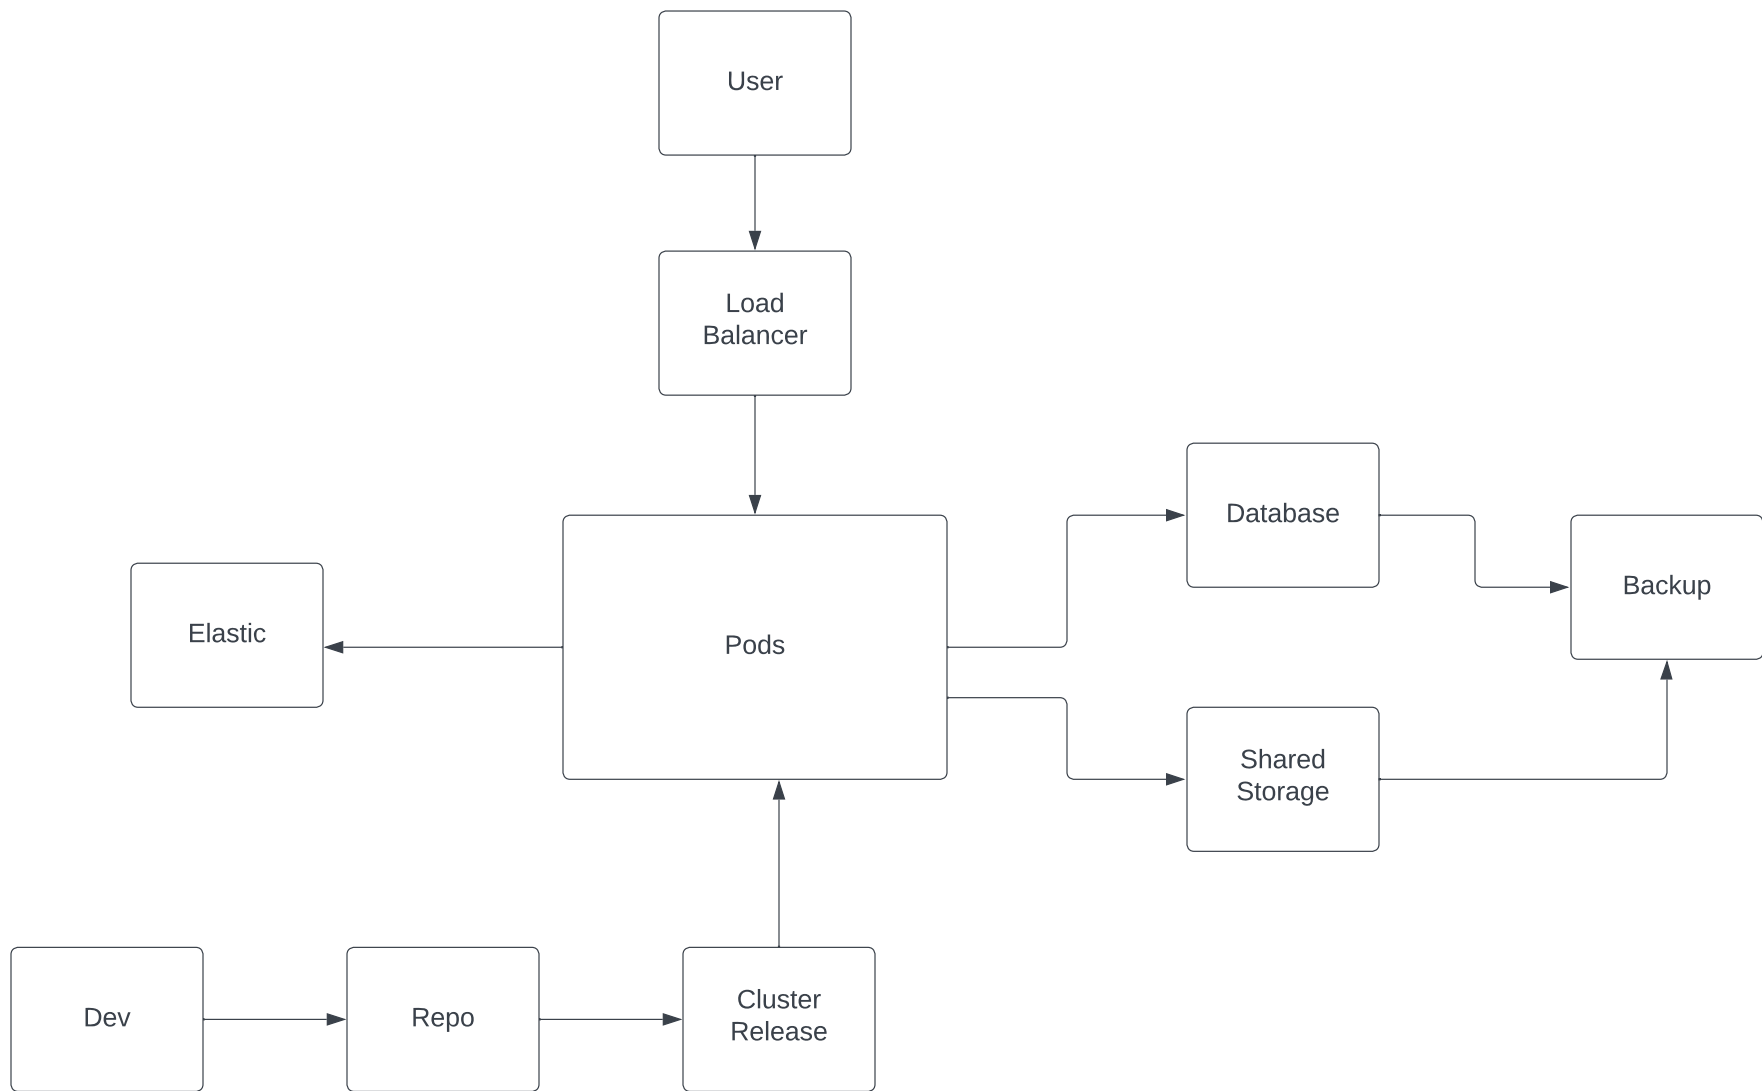 User
Load
Balancer
Database
Backup
Elastic
Pods
Shared
Storage
Dev
Repo
Cluster
Release